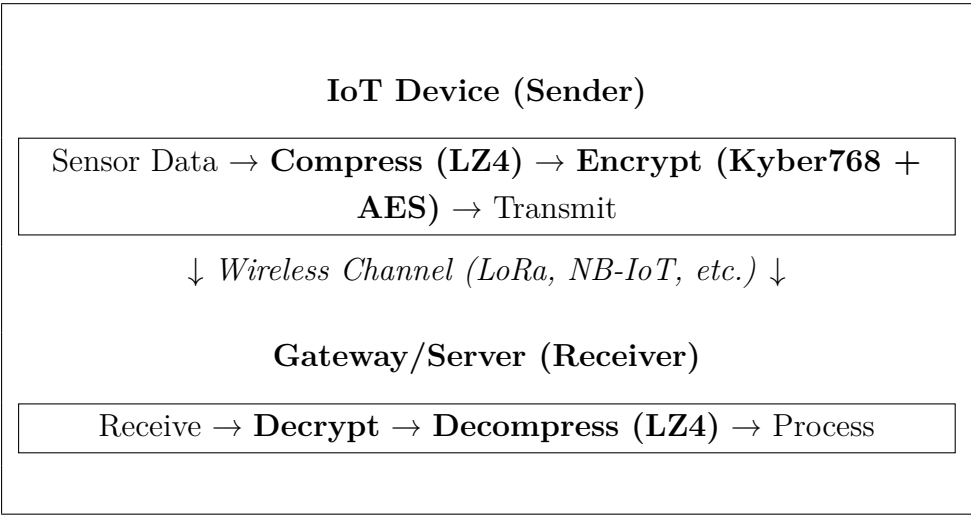 IoT Device (Sender)
Sensor Data → Compress (LZ4) → Encrypt (Kyber768 +
AES) → Transmit
↓ Wireless Channel (LoRa, NB-IoT, etc.) ↓
Gateway/Server (Receiver)
Receive → Decrypt → Decompress (LZ4) → Process